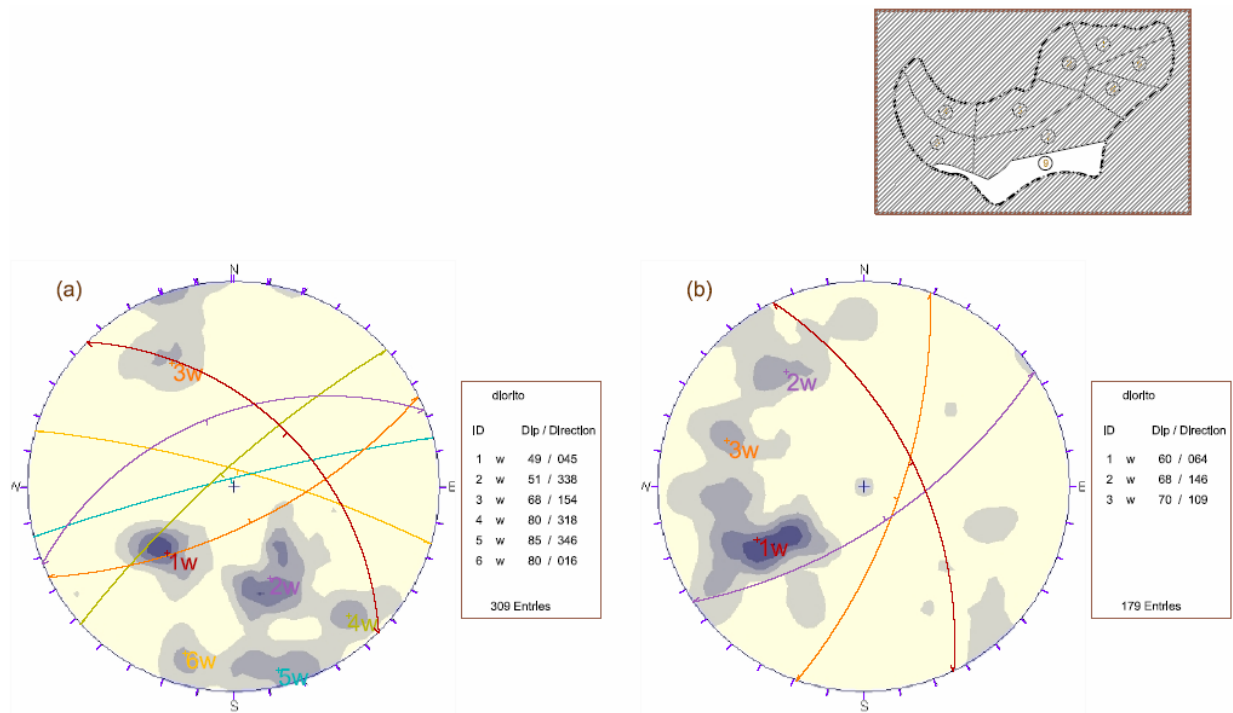 9
(a)
N
W
E
S
3w
1w
2w
4w
6w
5w
diorito
ID Dip / Direction
1 w 49 / 045
2 w 51 / 338
3 w 68 / 154
4 w 80 / 318
5 w 85 / 346
6 w 80 / 016
309 Entries
(b)
N
W
E
S
2w
3w
1w
diorito
ID Dip / Direction
1 w 60 / 064
2 w 68 / 146
3 w 70 / 109
179 Entries